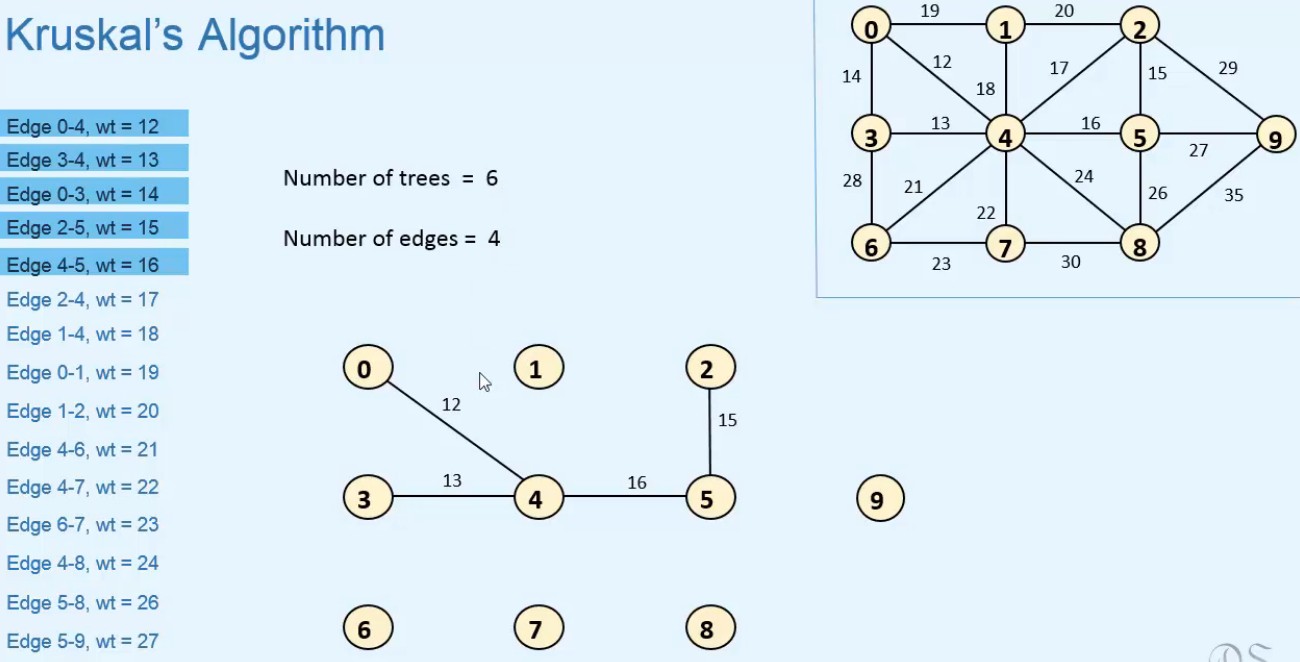 Kruskal's Algorithm
Edge 0-4, wt = 12
Edge 3-4, wt = 13
Edge 0-3, wt = 14
Edge 2-5, wt = 15
Edge 4-5, wt = 16
Edge 2-4, wt = 17
Edge 1-4, wt = 18
Edge 0-1, wt = 19
Edge 1-2, wt = 20
Edge 4-6, wt = 21
Edge 4-7, wt = 22
Edge 6-7, wt = 23
Edge 4-8, wt = 24
Edge 5-8, wt = 26
Edge 5-9, wt = 27
Number of trees = 6
Number of edges = 4
19 20
0 1 2
14 12 18 17 15 29
13 16
3 4 5 9
27
28 21 22 24 26 35
6 7 8
23 30
0 1 2
12 15
13 16
3 4 5 9
6 7 8